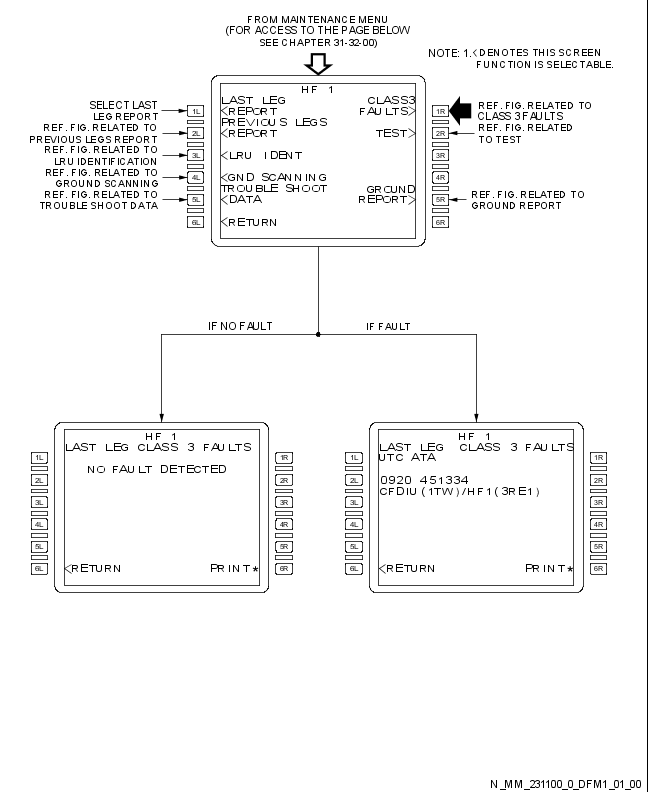 FROM MAINTENANCE MENU
(FOR ACCESS TO THE PAGE BELOW
SEE CHAPTER 31-32-00)
NOTE: 1.< DENOTES THIS SCREEN
FUNCTION IS SELECTABLE.
HF 1
LAST LEG CLASS3
<REPORT FAULTS>
PREVIOUS LEGS
<REPORT TEST>
<LRU IDENT
<GND SCANNING
TROUBLE SHOOT GROUND
<DATA REPORT>
<RETURN
SELECT LAST
LEG REPORT
REF. FIG. RELATED TO
PREVIOUS LEGS REPORT
REF. FIG. RELATED TO
LRU IDENTIFICATION
REF. FIG. RELATED TO
GROUND SCANNING
REF. FIG. RELATED TO
TROUBLE SHOOT DATA
1L
2L
3L
4L
5L
6L
1R
2R
3R
4R
5R
6R
REF. FIG. RELATED TO
CLASS 3 FAULTS
REF. FIG. RELATED
TO TEST
REF. FIG. RELATED TO
GROUND REPORT
IF NO FAULT
IF FAULT
HF 1
LAST LEG CLASS 3 FAULTS
NO FAULT DETECTED
<RETURN PRINT*
1L
2L
3L
4L
5L
6L
1R
2R
3R
4R
5R
6R
HF 1
LAST LEG CLASS 3 FAULTS
UTC ATA
0920 451334
CFDIU(1TW)/HF1(3RE1)
<RETURN PRINT*
1L
2L
3L
4L
5L
6L
1R
2R
3R
4R
5R
6R
N_MM_231100_0_DFM1_01_00